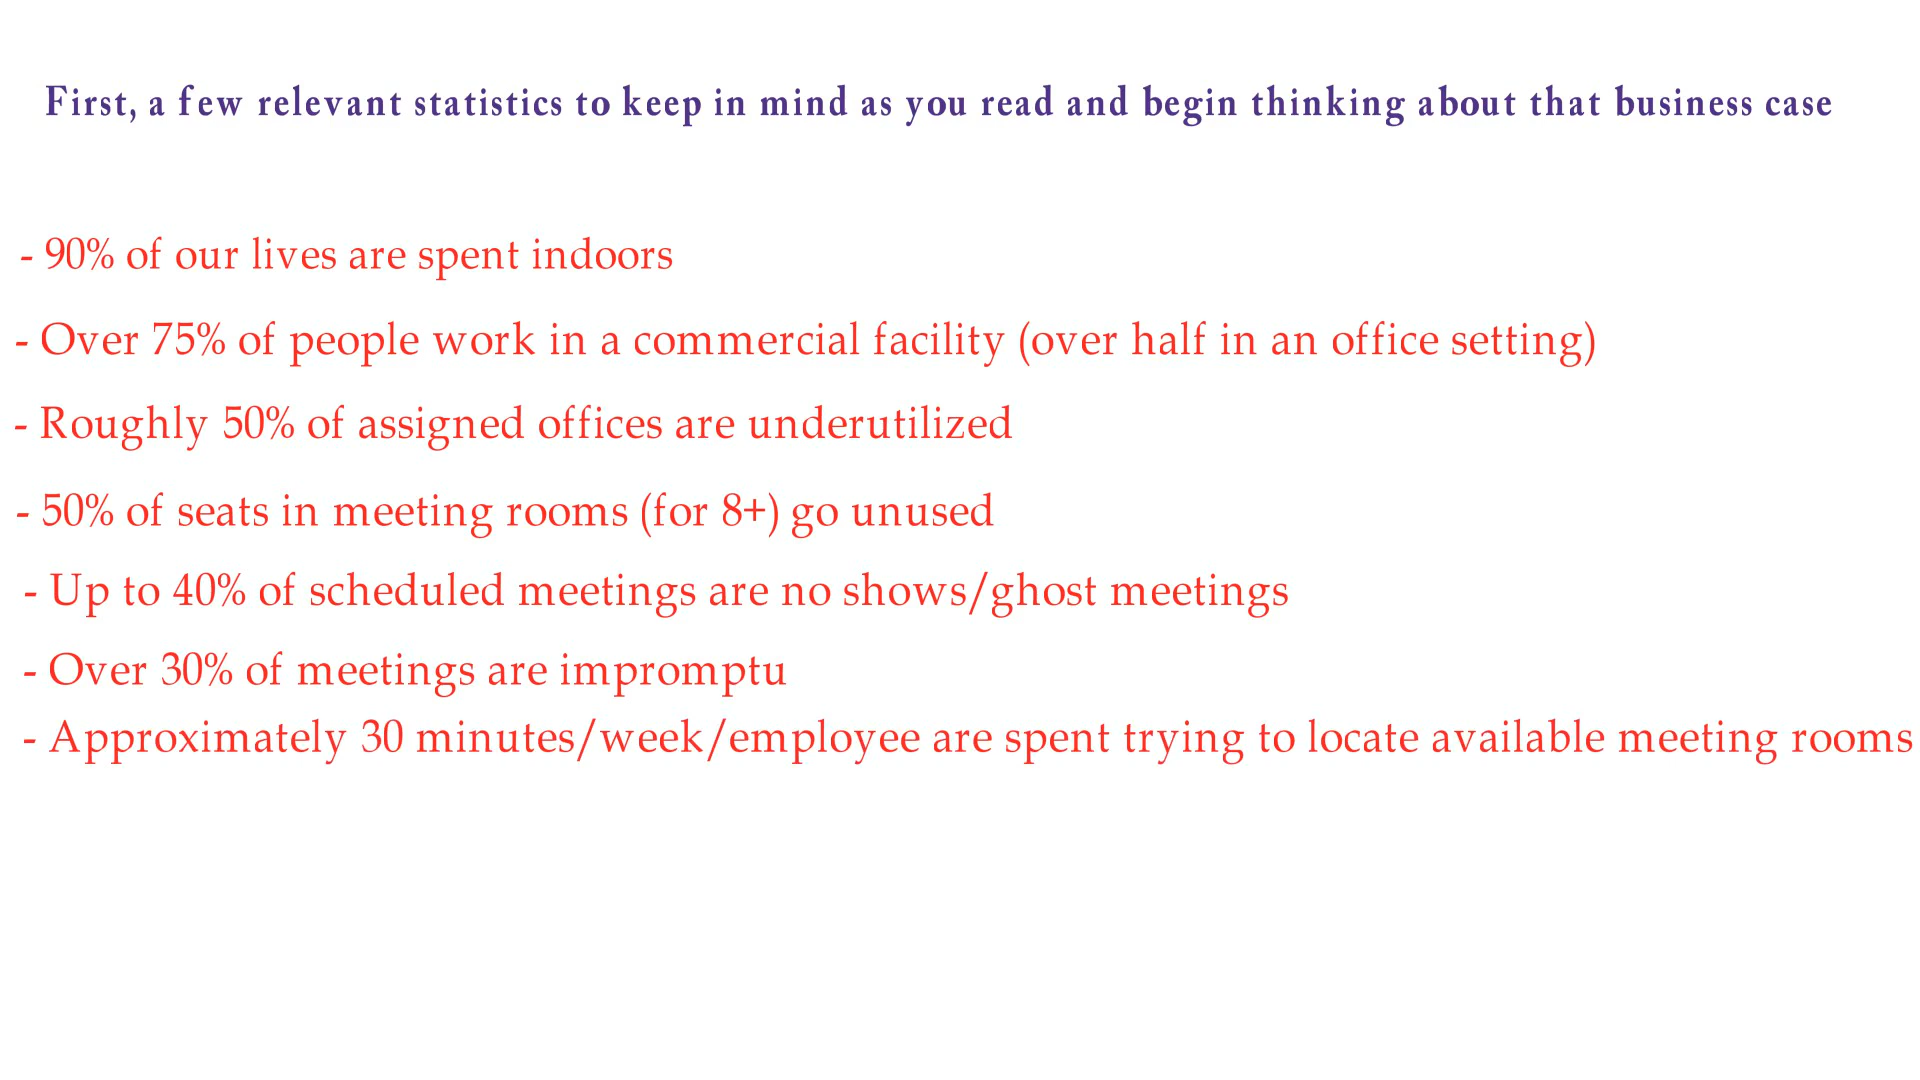 First, a few relevant statistics to keep in mind as you read and begin thinking about that business case
- 90% of our lives are spent indoors
- Over 75% of people work in a commercial facility (over half in an office setting)
- Roughly 50% of assigned offices are underutilized
- 50% of seats in meeting rooms (for 8+) go unused
- Up to 40% of scheduled meetings are no shows/ghost meetings
- Over 30% of meetings are impromptu
- Approximately 30 minutes/week/employee are spent trying to locate available meeting rooms